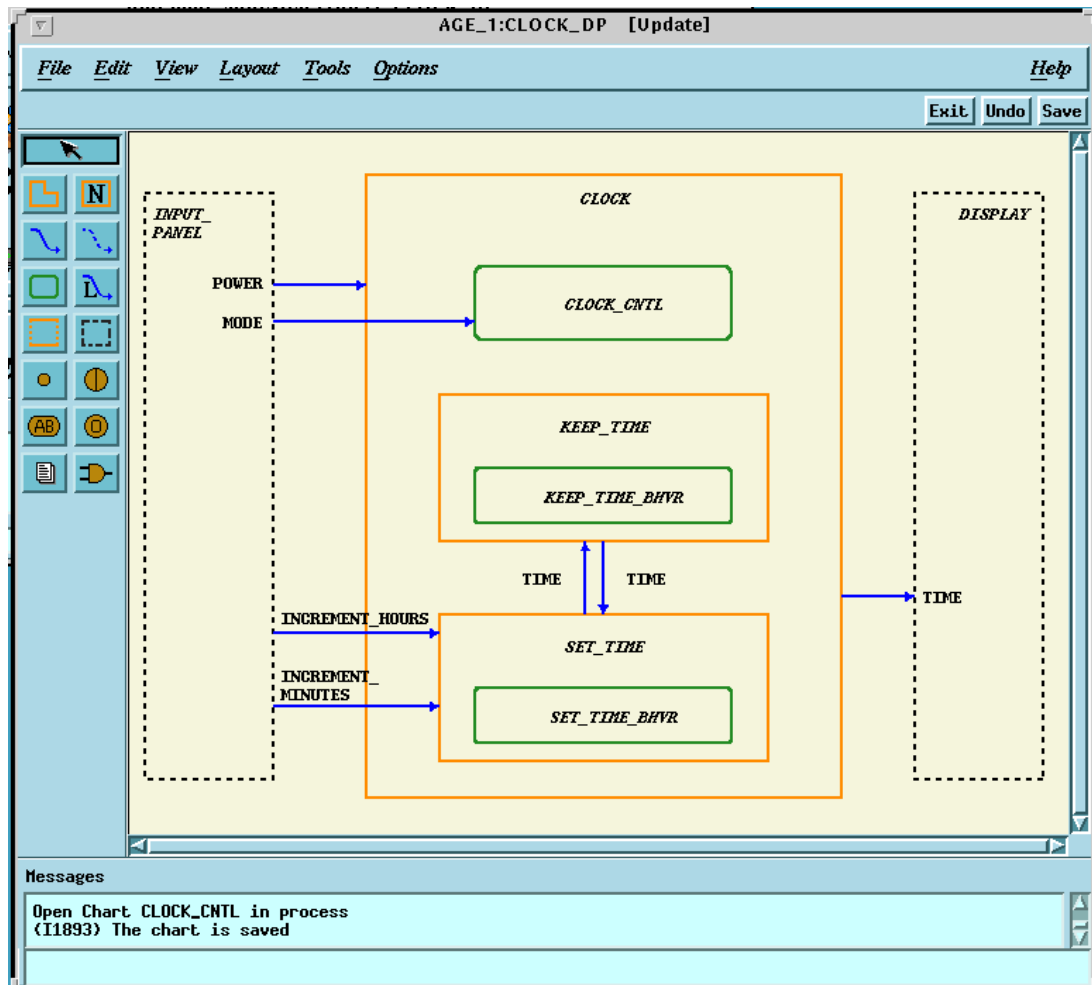 AGE_1:CLOCK_DP [Update]
File Edit View Layout Tools Options Help
Exit Undo Save
N
L
AB
O
INPUT_
PANEL
CLOCK
DISPLAY
POWER
MODE
CLOCK_CNTL
KEEP_TIME
KEEP_TIME_BHVR
TIME TIME
TIME
INCREMENT_HOURS
SET_TIME
INCREMENT_
MINUTES
SET_TIME_BHVR
Messages
Open Chart CLOCK_CNTL in process
(I1893) The chart is saved